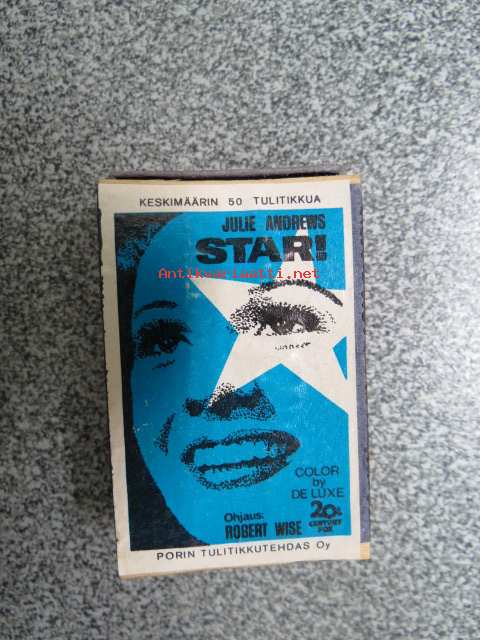 KESKIMÄÄRIN 50 TULITIKKUA
JULIE ANDREWS
STAR!
Antikvariaatti.net
COLOR
by
DE LUXE
Ohjaus:
ROBERT WISE
20th
CENTURY
FOX
PORIN TULITIKKUTEHDAS Oy